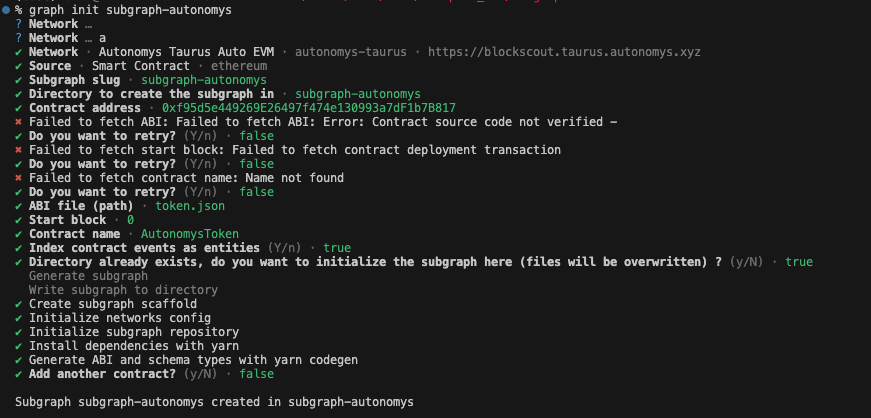 % graph init subgraph-autonomys
? Network …
? Network … a
✔ Network · Autonomys Taurus Auto EVM · autonomys-taurus · https://blockscout.taurus.autonomys.xyz
✔ Source · Smart Contract · ethereum
✔ Subgraph slug · subgraph-autonomys
✔ Directory to create the subgraph in · subgraph-autonomys
✔ Contract address · 0xf95d5e449269E26497f474e130993a7dF1b7B817
✖ Failed to fetch ABI: Failed to fetch ABI: Error: Contract source code not verified -
✔ Do you want to retry? (Y/n) · false
✖ Failed to fetch start block: Failed to fetch contract deployment transaction
✔ Do you want to retry? (Y/n) · false
✖ Failed to fetch contract name: Name not found
✔ Do you want to retry? (Y/n) · false
✔ ABI file (path) · token.json
✔ Start block · 0
✔ Contract name · AutonomysToken
✔ Index contract events as entities (Y/n) · true
✔ Directory already exists, do you want to initialize the subgraph here (files will be overwritten) ? (y/N) · true
Generate subgraph
Write subgraph to directory
✔ Create subgraph scaffold
✔ Initialize networks config
✔ Initialize subgraph repository
✔ Install dependencies with yarn
✔ Generate ABI and schema types with yarn codegen
✔ Add another contract? (y/N) · false
Subgraph subgraph-autonomys created in subgraph-autonomys